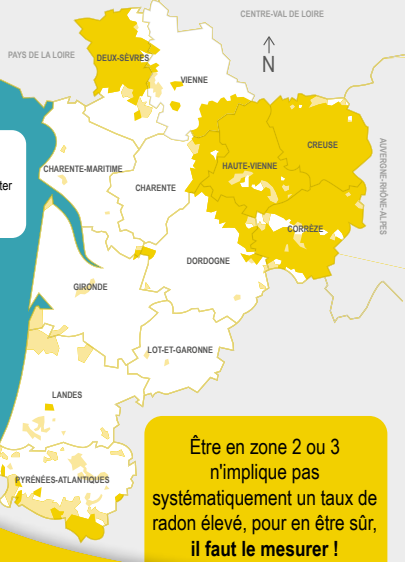 CENTRE-VAL DE LOIRE
PAYS DE LA LOIRE
DEUX-SÈVRES
N
VIENNE
CREUSE
AUVERGNE-RHÔNE-ALPES
HAUTE-VIENNE
CHARENTE-MARITIME
ter
CHARENTE
CORRÈZE
DORDOGNE
GIRONDE
LOT-ET-GARONNE
LANDES
PYRÉNÉES-ATLANTIQUES
Être en zone 2 ou 3
n'implique pas
systématiquement un taux de
radon élevé, pour en être sûr,
il faut le mesurer !